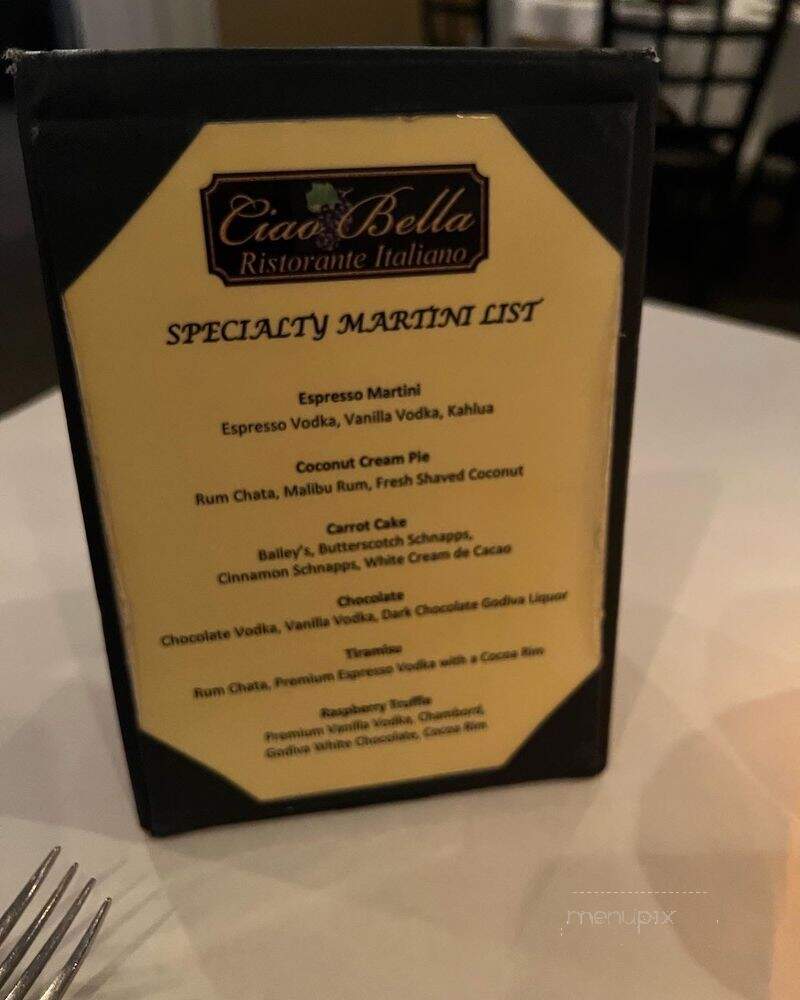 Ciao Bella
Ristorante Italiano
SPECIALTY MARTINI LIST
Espresso Martini
Espresso Vodka, Vanilla Vodka, Kahlua
Coconut Cream Pie
Rum Chata, Malibu Rum, Fresh Shaved Coconut
Carrot Cake
Bailey's, Butterscotch Schnapps,
Cinnamon Schnapps, White Cream de Cacao
Chocolate
Chocolate Vodka, Vanilla Vodka, Dark Chocolate Godiva Liquor
Tiramisu
Rum Chata, Premium Espresso Vodka with a Cocoa Rim
Raspberry Truffle
Premium Vanilla Vodka, Chambord,
Godiva White Chocolate, Cocoa Rim
menupix